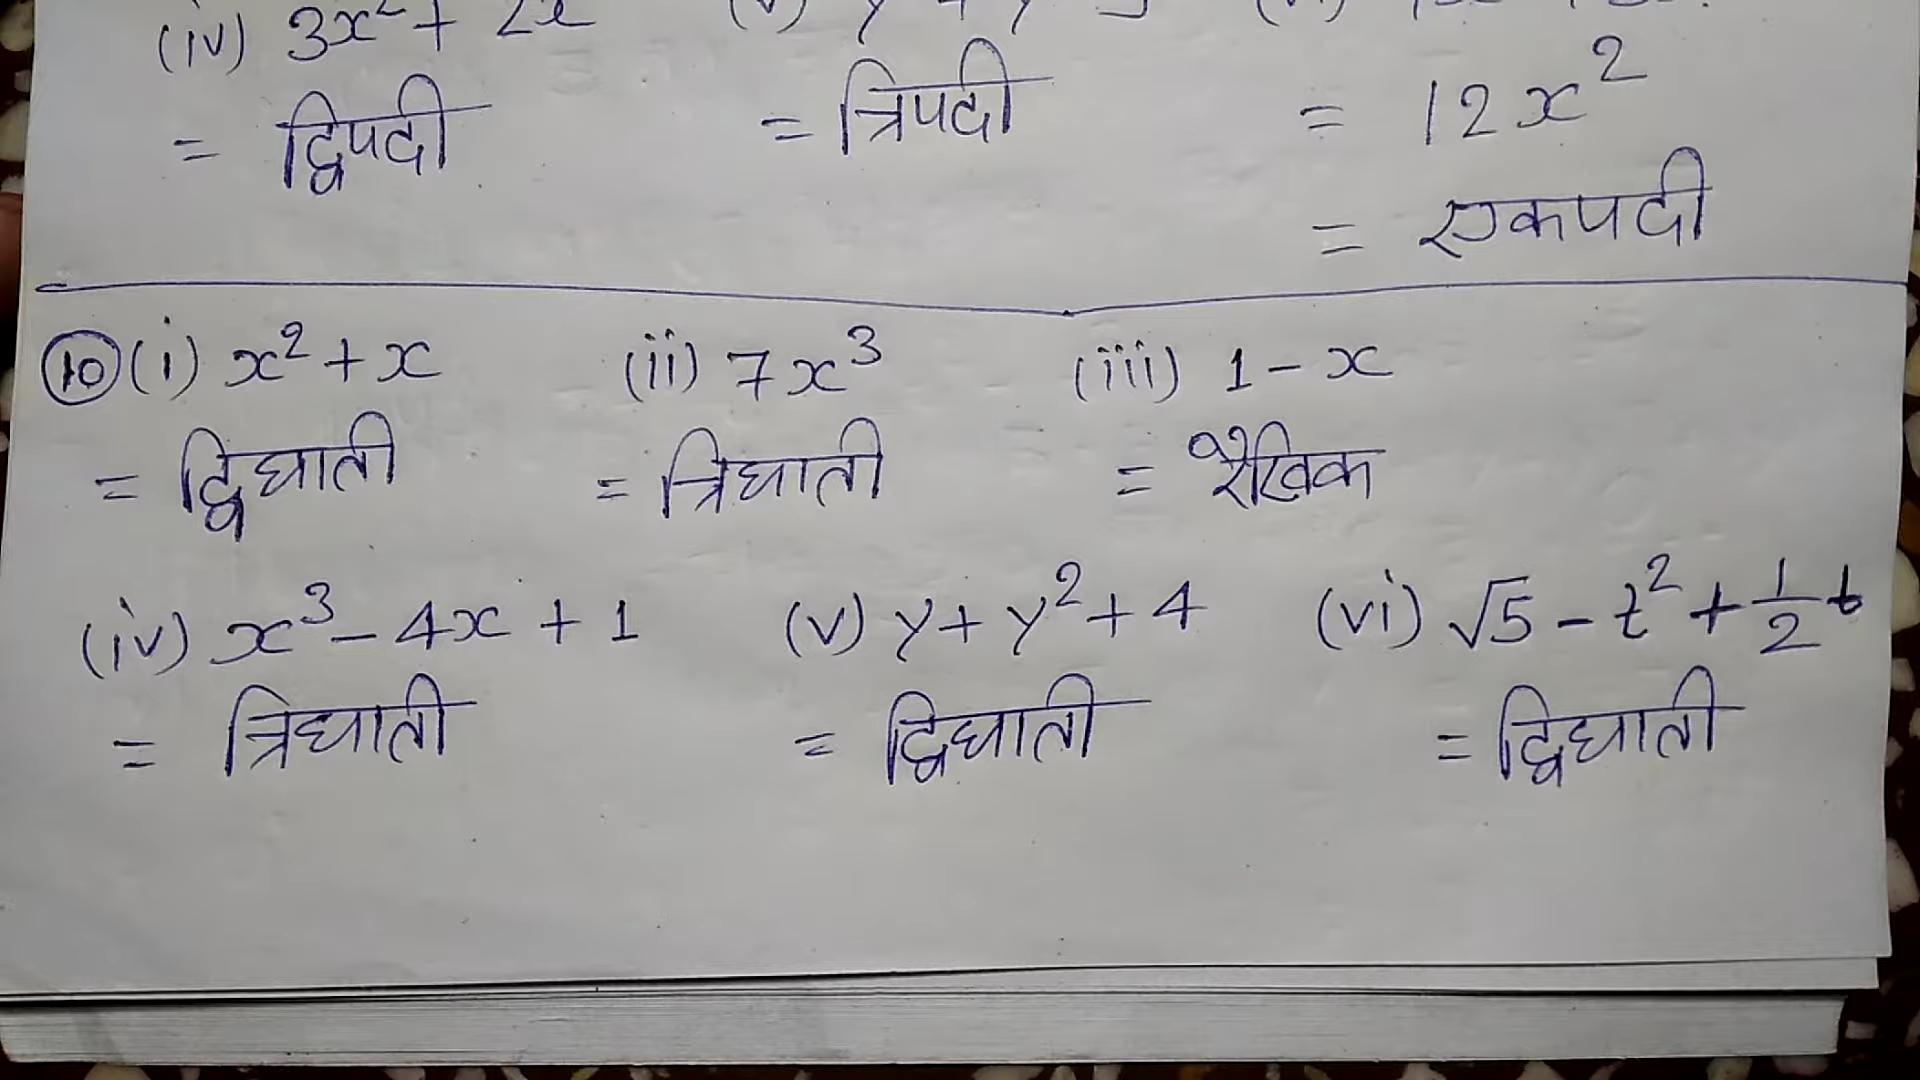 (iv) 3x² + 2x (v)
= द्विपदी = त्रिपदी = 12x²
= एकपदी
(10) (i) x² + x (ii) 7x³ (iii) 1 - x
= द्विघाती = त्रिघाती = रैखिक
(iv) x³ - 4x + 1 (v) y + y² + 4 (vi) √5 - t² + 1/2 t
= त्रिघाती = द्विघाती = द्विघाती